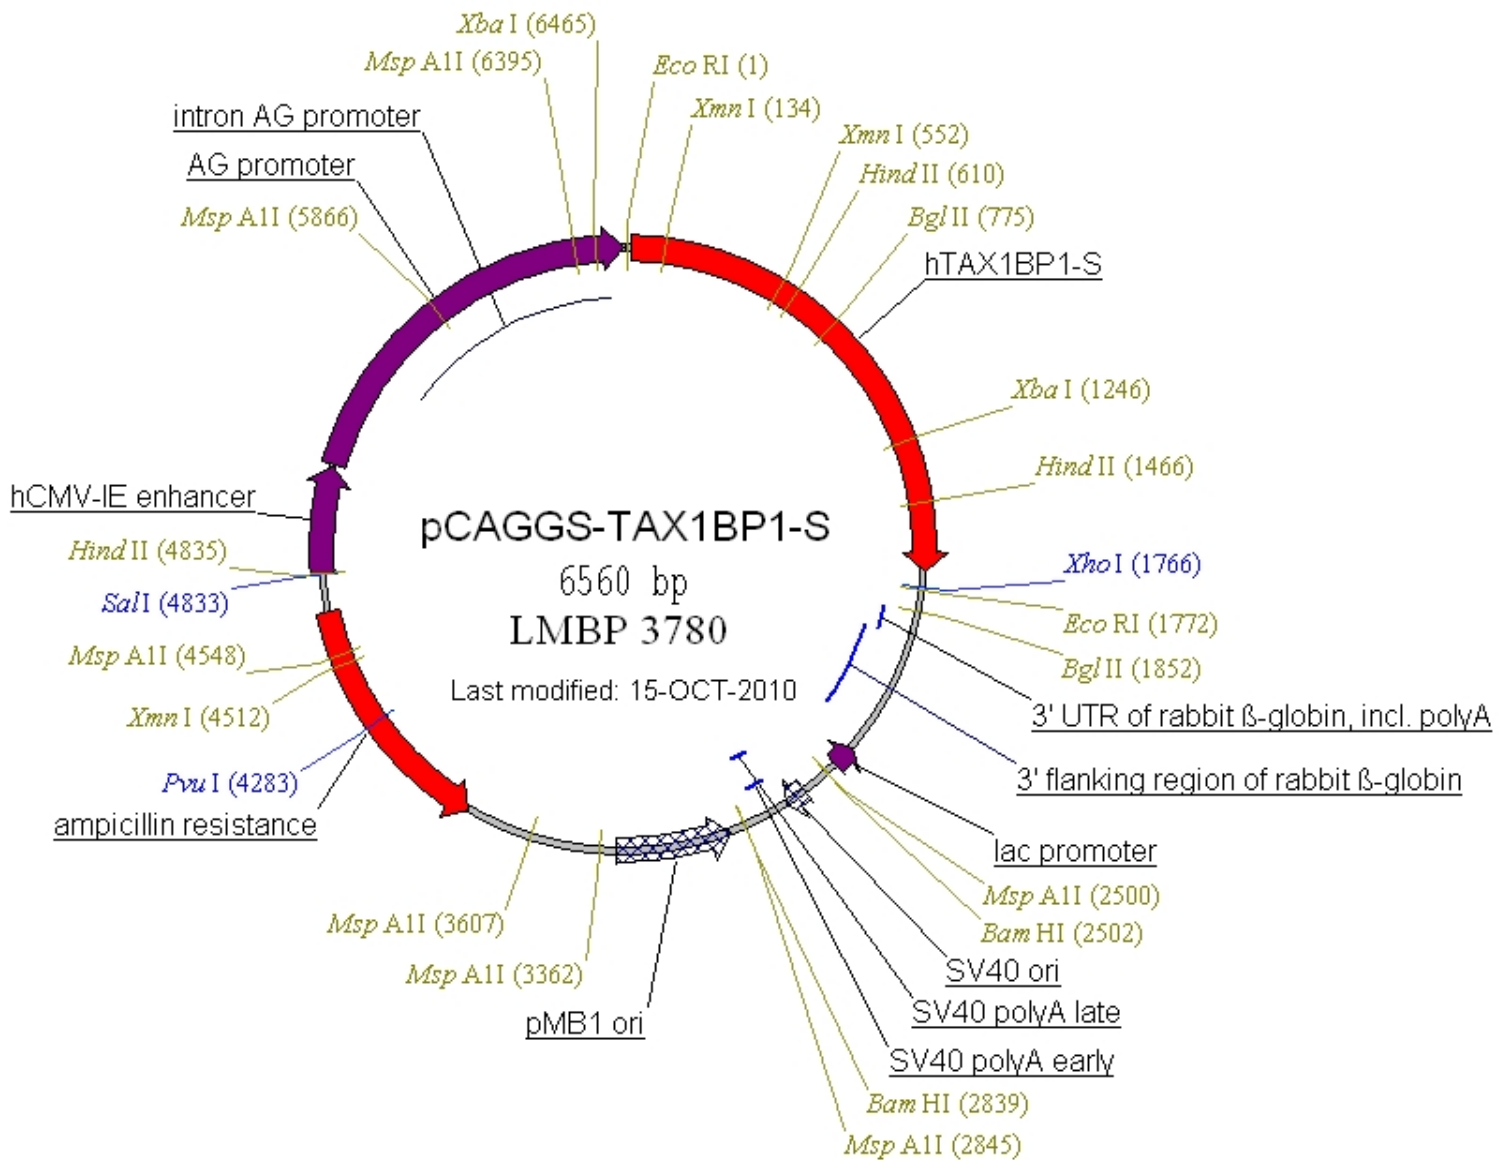 Xba I (6465)
Msp A1I (6395)
Eco RI (1)
Xmn I (134)
intron AG promoter
Xmn I (552)
AG promoter
Hind II (610)
Msp A1I (5866)
Bgl II (775)
hTAX1BP1-S
Xba I (1246)
Hind II (1466)
hCMV-IE enhancer
pCAGGS-TAX1BP1-S
6560 bp
LMBP 3780
Last modified: 15-OCT-2010
Hind II (4835)
Xho I (1766)
Sal I (4833)
Eco RI (1772)
Msp A1I (4548)
Bgl II (1852)
Xmn I (4512)
3' UTR of rabbit ß-globin, incl. polyA
Pvu I (4283)
3' flanking region of rabbit ß-globin
ampicillin resistance
lac promoter
Msp A1I (2500)
Msp A1I (3607)
Bam HI (2502)
Msp A1I (3362)
SV40 ori
pMB1 ori
SV40 polyA late
SV40 polyA early
Bam HI (2839)
Msp A1I (2845)